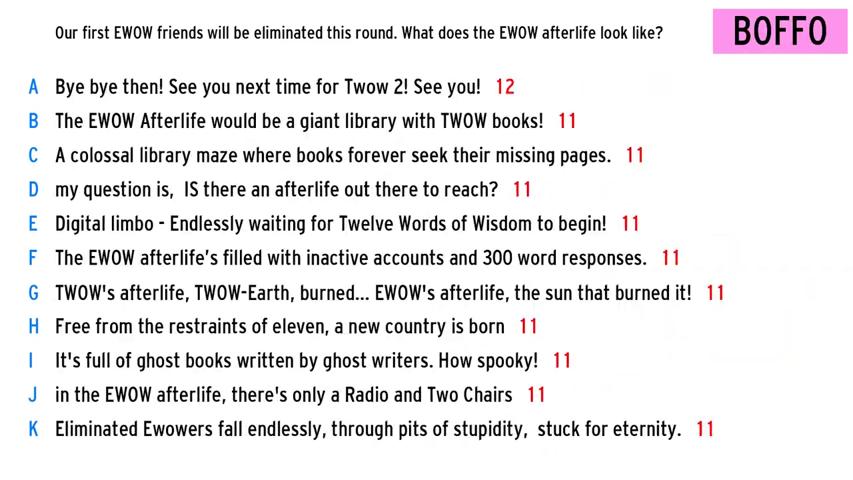 Our first EWOW friends will be eliminated this round. What does the EWOW afterlife look like?
BOFFO
A Bye bye then! See you next time for Twow 2! See you! 12
B The EWOW Afterlife would be a giant library with TWOW books! 11
C A colossal library maze where books forever seek their missing pages. 11
D my question is, IS there an afterlife out there to reach? 11
E Digital limbo - Endlessly waiting for Twelve Words of Wisdom to begin! 11
F The EWOW afterlife’s filled with inactive accounts and 300 word responses. 11
G TWOW's afterlife, TWOW-Earth, burned... EWOW's afterlife, the sun that burned it! 11
H Free from the restraints of eleven, a new country is born 11
I It's full of ghost books written by ghost writers. How spooky! 11
J in the EWOW afterlife, there's only a Radio and Two Chairs 11
K Eliminated Ewowers fall endlessly, through pits of stupidity, stuck for eternity. 11